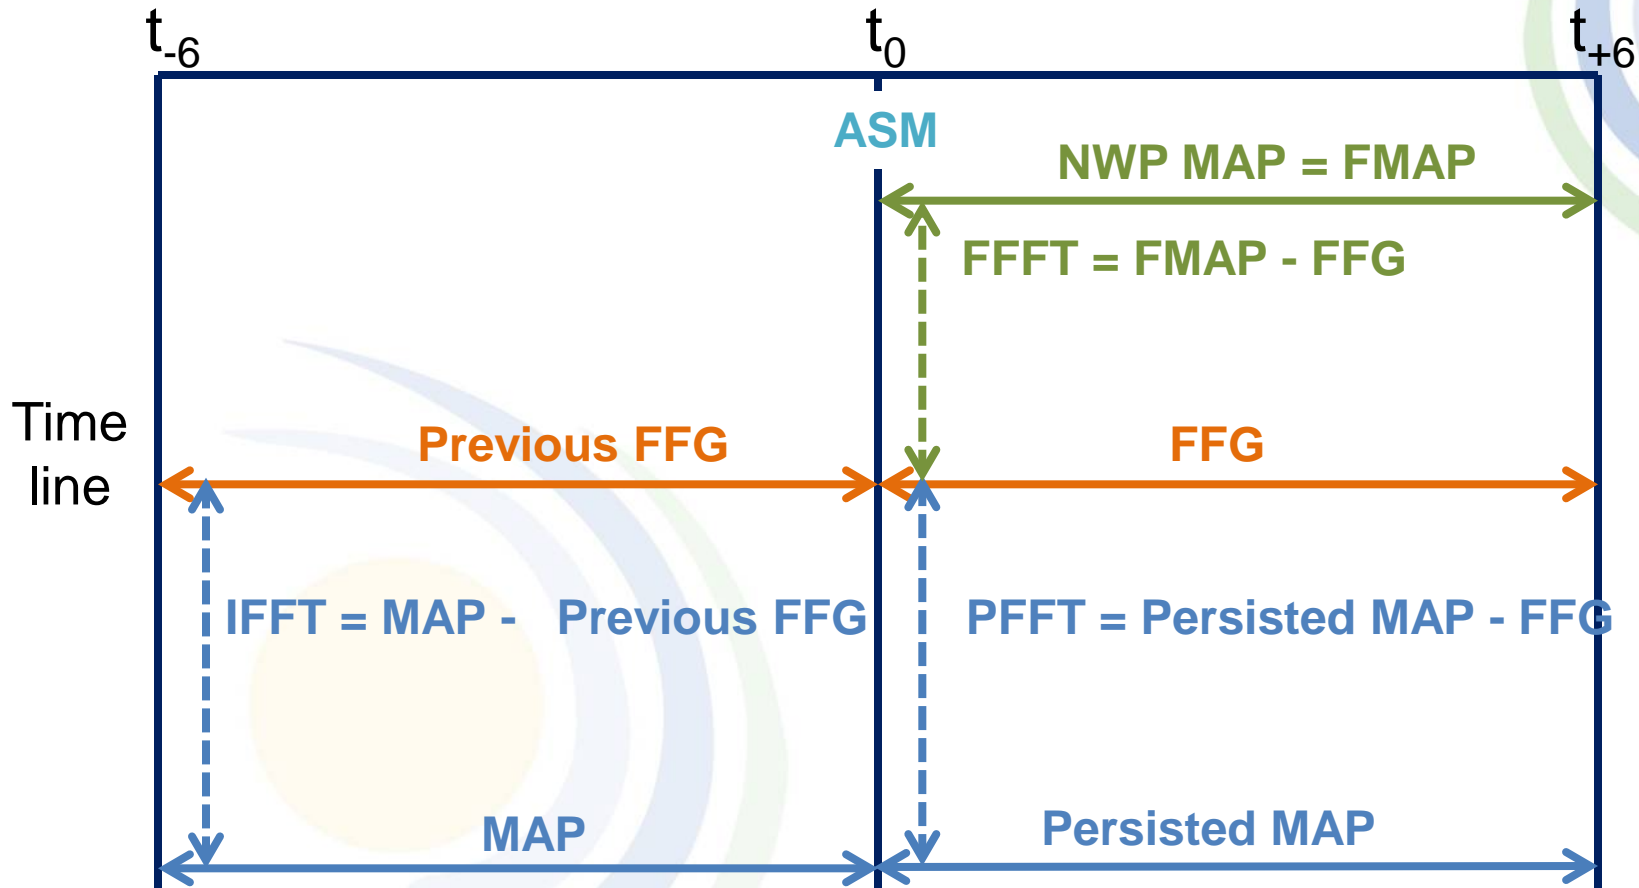 t-6 t0 t+6
ASM
NWP MAP = FMAP
FFFT = FMAP - FFG
Time
line
Previous FFG
FFG
IFFT = MAP - Previous FFG
PFFT = Persisted MAP - FFG
MAP
Persisted MAP